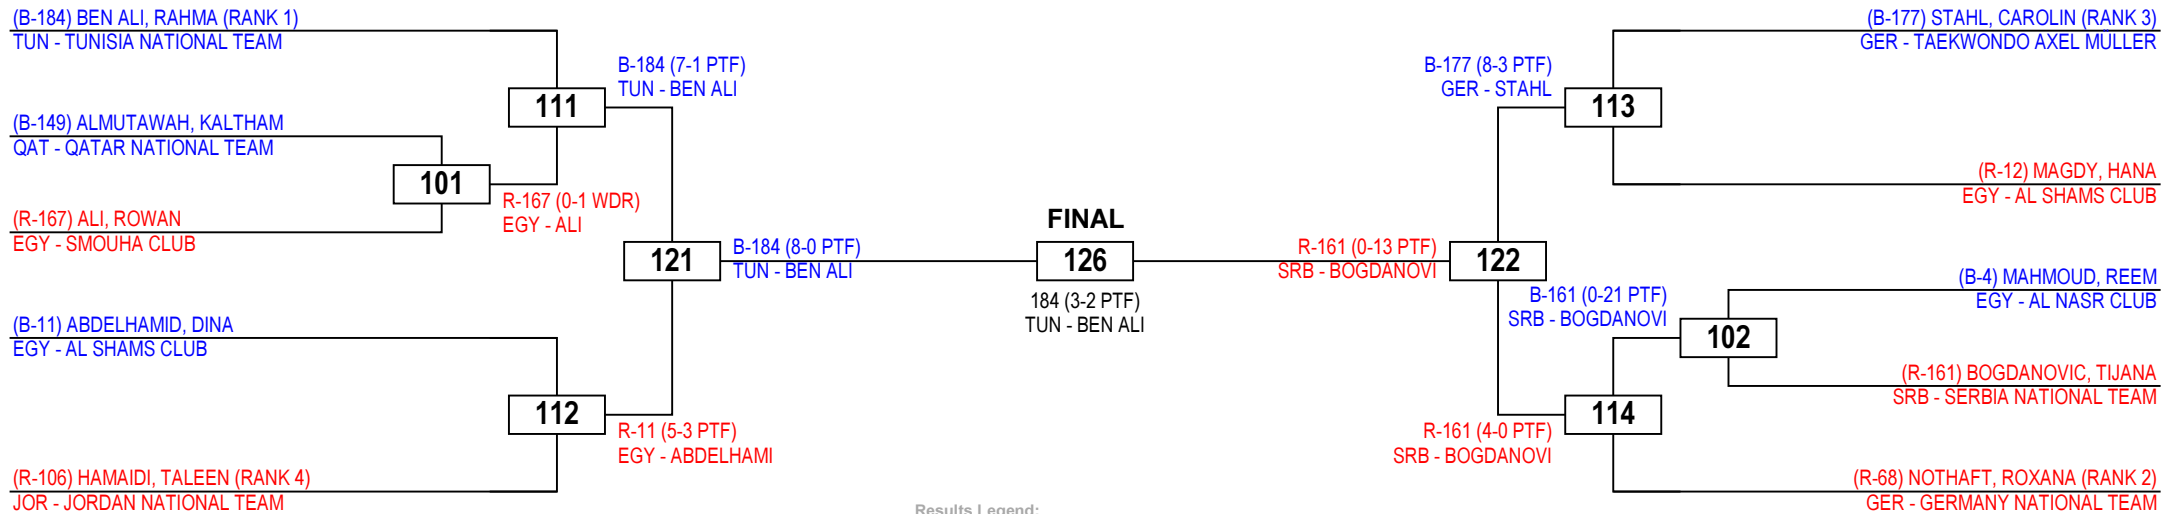 (B-184) BEN ALI, RAHMA (RANK 1)
TUN - TUNISIA NATIONAL TEAM
(B-149) ALMUTAWAH, KALTHAM
QAT - QATAR NATIONAL TEAM
(R-167) ALI, ROWAN
EGY - SMOUHA CLUB
(B-11) ABDELHAMID, DINA
EGY - AL SHAMS CLUB
(R-106) HAMAIDI, TALEEN (RANK 4)
JOR - JORDAN NATIONAL TEAM
101
R-167 (0-1 WDR)
EGY - ALI
111
B-184 (7-1 PTF)
TUN - BEN ALI
112
R-11 (5-3 PTF)
EGY - ABDELHAMI
121
B-184 (8-0 PTF)
TUN - BEN ALI
FINAL
126
184 (3-2 PTF)
TUN - BEN ALI
R-161 (0-13 PTF)
SRB - BOGDANOVI
122
B-177 (8-3 PTF)
GER - STAHL
113
B-161 (0-21 PTF)
SRB - BOGDANOVI
102
R-161 (4-0 PTF)
SRB - BOGDANOVI
114
(B-177) STAHL, CAROLIN (RANK 3)
GER - TAEKWONDO AXEL MÜLLER
(R-12) MAGDY, HANA
EGY - AL SHAMS CLUB
(B-4) MAHMOUD, REEM
EGY - AL NASR CLUB
(R-161) BOGDANOVIC, TIJANA
SRB - SERBIA NATIONAL TEAM
(R-68) NOTHAFT, ROXANA (RANK 2)
GER - GERMANY NATIONAL TEAM
Results Legend: